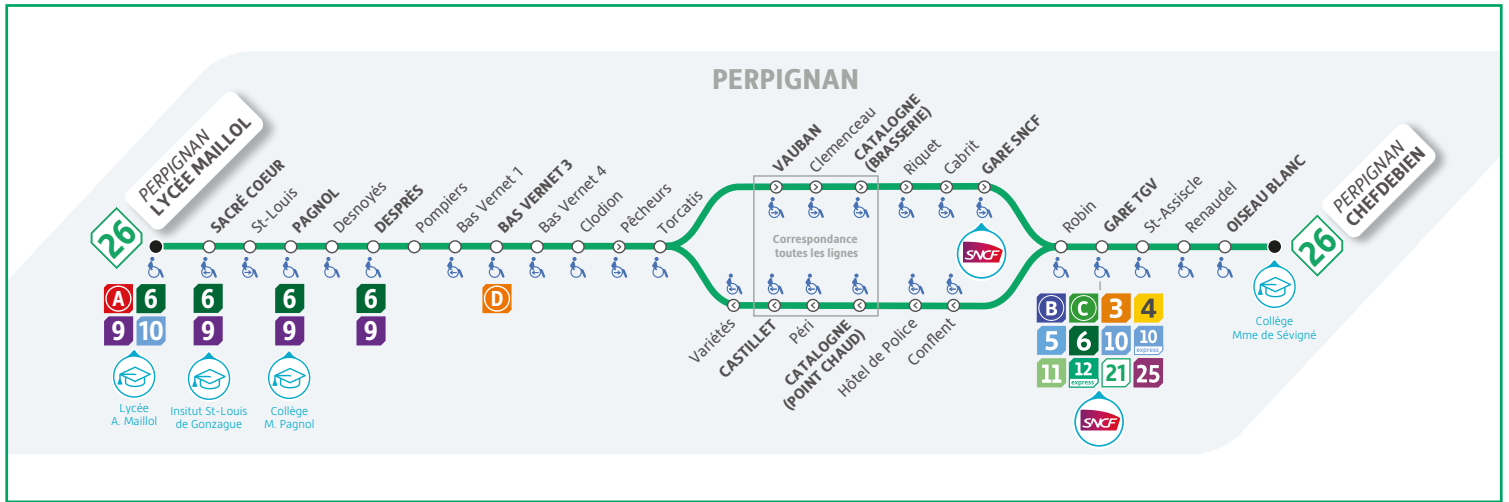 PERPIGNAN
26
PERPIGNAN
LYCÉE MAILLOL
SACRÉ COEUR
St-Louis
PAGNOL
Desnoyés
DESPRÈS
Pompiers
Bas Vernet 1
BAS VERNET 3
Bas Vernet 4
Clodion
Pêcheurs
Torcatis
VAUBAN
Clemenceau
CATALOGNE
(BRASSERIE)
Riquet
Cabrit
GARE SNCF
Robin
GARE TGV
St-Assiscle
Renaudel
OISEAU BLANC
PERPIGNAN
CHEFDEBIEN
26
Correspondance
toutes les lignes
SNCF
Variétés
CASTILLET
Péri
CATALOGNE
(POINT CHAUD)
Hôtel de Police
Conflent
A 6
9 10
6
9
6
9
6
9
D
B C 3 4
5 6 10 10 express
11 12 express 21 25
SNCF
Lycée
A. Maillol
Insitut St-Louis
de Gonzague
Collège
M. Pagnol
Collège
Mme de Sévigné